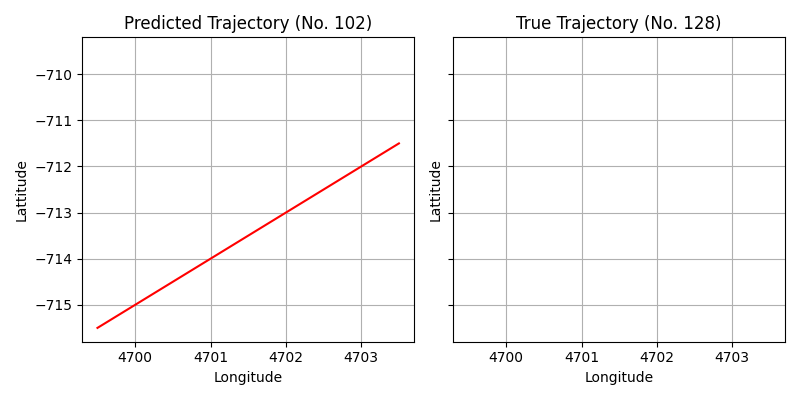 Predicted Trajectory (No. 102)
True Trajectory (No. 128)
Lattitude
−710
−711
−712
−713
−714
−715
4700 4701 4702 4703
Longitude
Lattitude
4700 4701 4702 4703
Longitude